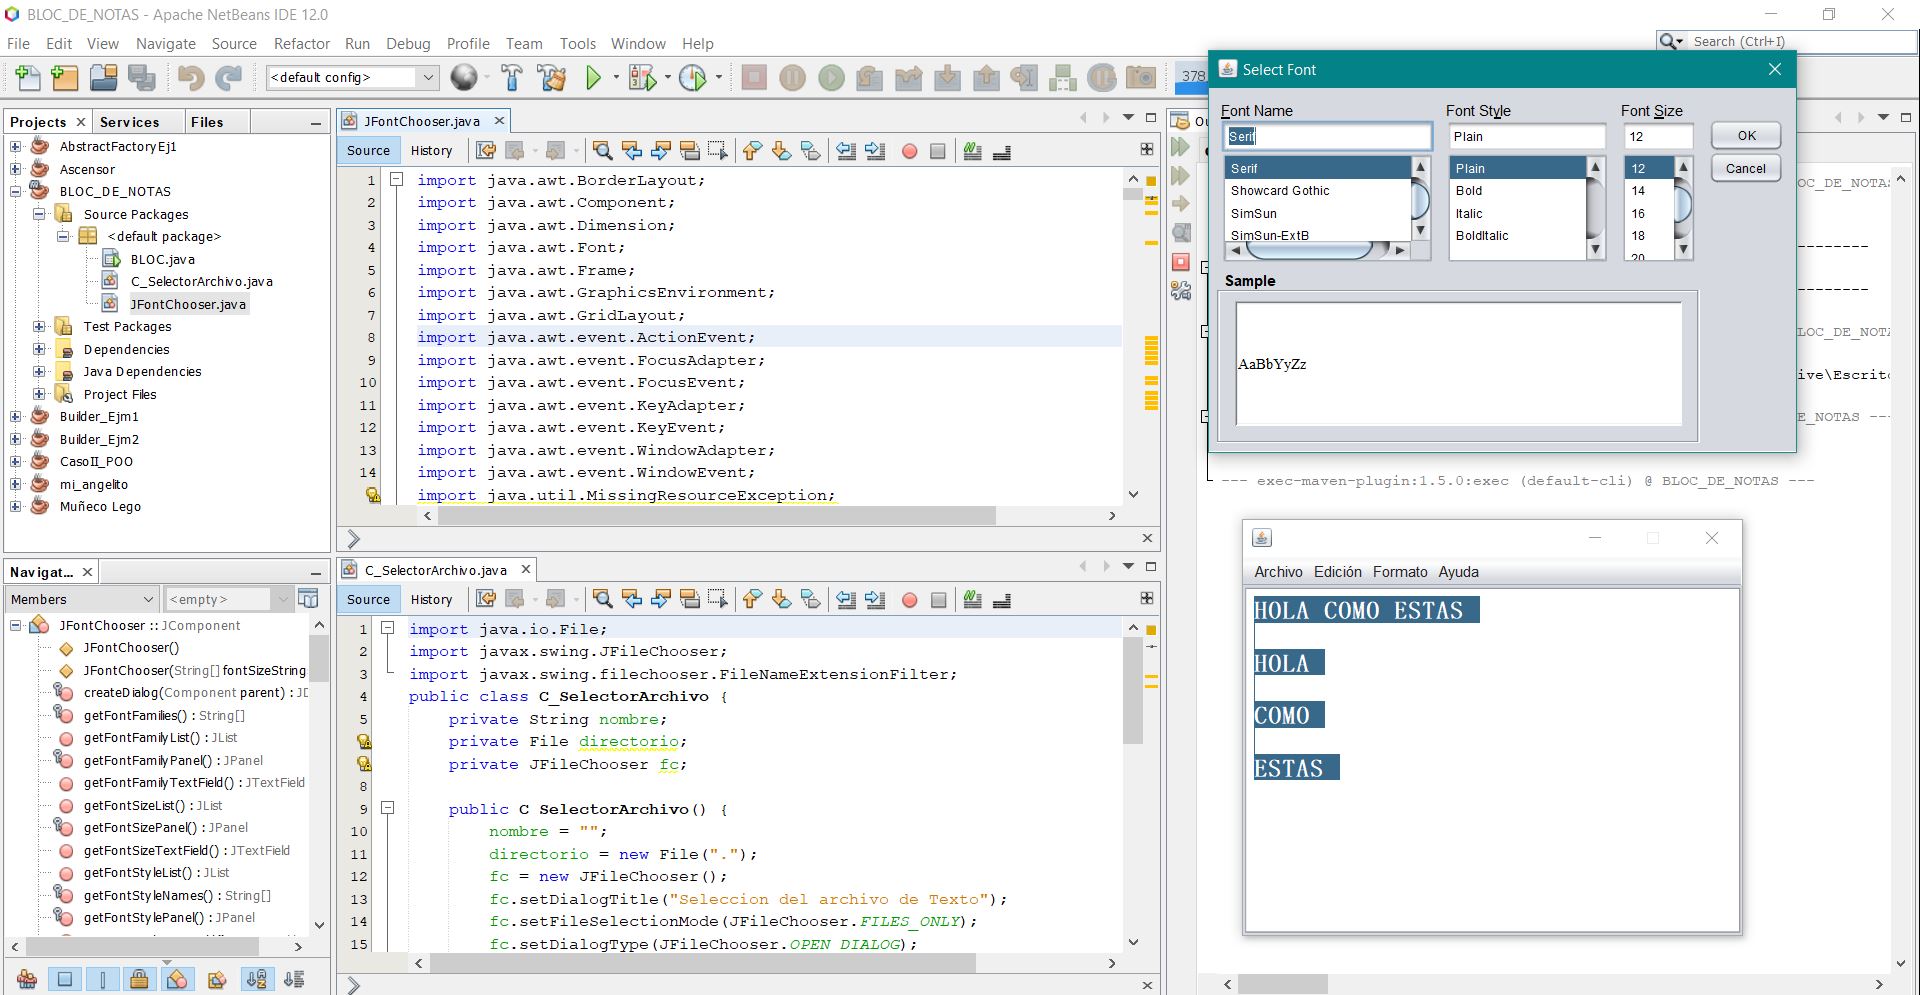 BLOC_DE_NOTAS - Apache NetBeans IDE 12.0
File Edit View Navigate Source Refactor Run Debug Profile Team Tools Window Help
Search (Ctrl+I)
<default config>
378
Projects Services Files
AbstractFactoryEj1
Ascensor
BLOC_DE_NOTAS
Source Packages
<default package>
BLOC.java
C_SelectorArchivo.java
JFontChooser.java
Test Packages
Dependencies
Java Dependencies
Project Files
Builder_Ejm1
Builder_Ejm2
CasoII_POO
mi_angelito
Muñeco Lego
Navigat...
Members
<empty>
JFontChooser :: JComponent
JFontChooser()
JFontChooser(String[] fontSizeString
createDialog(Component parent) : JD
getFontFamilies() : String[]
getFontFamilyList() : JList
getFontFamilyPanel() : JPanel
getFontFamilyTextField() : JTextField
getFontSizeList() : JList
getFontSizePanel() : JPanel
getFontSizeTextField() : JTextField
getFontStyleList() : JList
getFontStyleNames() : String[]
getFontStylePanel() : JPanel
JFontChooser.java
Source History
1 import java.awt.BorderLayout;
2 import java.awt.Component;
3 import java.awt.Dimension;
4 import java.awt.Font;
5 import java.awt.Frame;
6 import java.awt.GraphicsEnvironment;
7 import java.awt.GridLayout;
8 import java.awt.event.ActionEvent;
9 import java.awt.event.FocusAdapter;
10 import java.awt.event.FocusEvent;
11 import java.awt.event.KeyAdapter;
12 import java.awt.event.KeyEvent;
13 import java.awt.event.WindowAdapter;
14 import java.awt.event.WindowEvent;
import java.util.MissingResourceException;
C_SelectorArchivo.java
Source History
1 import java.io.File;
2 import javax.swing.JFileChooser;
3 import javax.swing.filechooser.FileNameExtensionFilter;
4 public class C_SelectorArchivo {
5 private String nombre;
private File directorio;
private JFileChooser fc;
8
9 public C_SelectorArchivo() {
10 nombre = "";
11 directorio = new File(".");
12 fc = new JFileChooser();
13 fc.setDialogTitle("Seleccion del archivo de Texto");
14 fc.setFileSelectionMode(JFileChooser.FILES_ONLY);
15 fc.setDialogType(JFileChooser.OPEN_DIALOG);
Select Font
Font Name Font Style Font Size
Serif Plain 12 OK
Serif Plain 12 Cancel
Showcard Gothic Bold 14
SimSun Italic 16
SimSun-ExtB BoldItalic 18
20
Sample
AaBbYyZz
Ou
OC_DE_NOTAS
--------
--------
BLOC_DE_NOTA
ive\Escrito
E_NOTAS ---
--- exec-maven-plugin:1.5.0:exec (default-cli) @ BLOC_DE_NOTAS ---
Archivo Edición Formato Ayuda
HOLA COMO ESTAS
HOLA
COMO
ESTAS